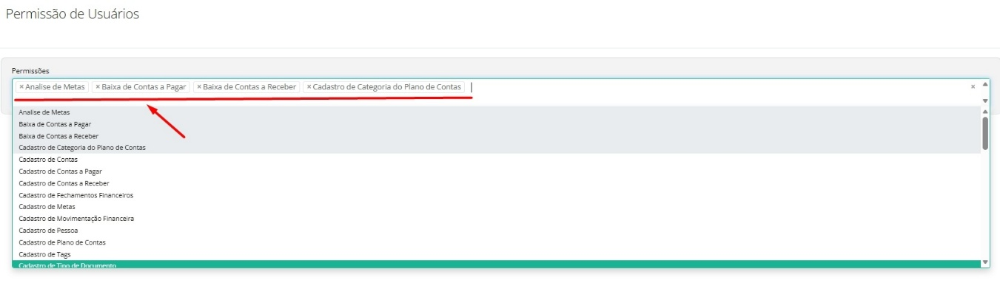 Permissão de Usuários
Permissões
× Analise de Metas × Baixa de Contas a Pagar × Baixa de Contas a Receber × Cadastro de Categoria do Plano de Contas ×
Analise de Metas
Baixa de Contas a Pagar
Baixa de Contas a Receber
Cadastro de Categoria do Plano de Contas
Cadastro de Contas
Cadastro de Contas a Pagar
Cadastro de Contas a Receber
Cadastro de Fechamentos Financeiros
Cadastro de Metas
Cadastro de Movimentação Financeira
Cadastro de Pessoa
Cadastro de Plano de Contas
Cadastro de Tags
Cadastro de Tipo de Documento